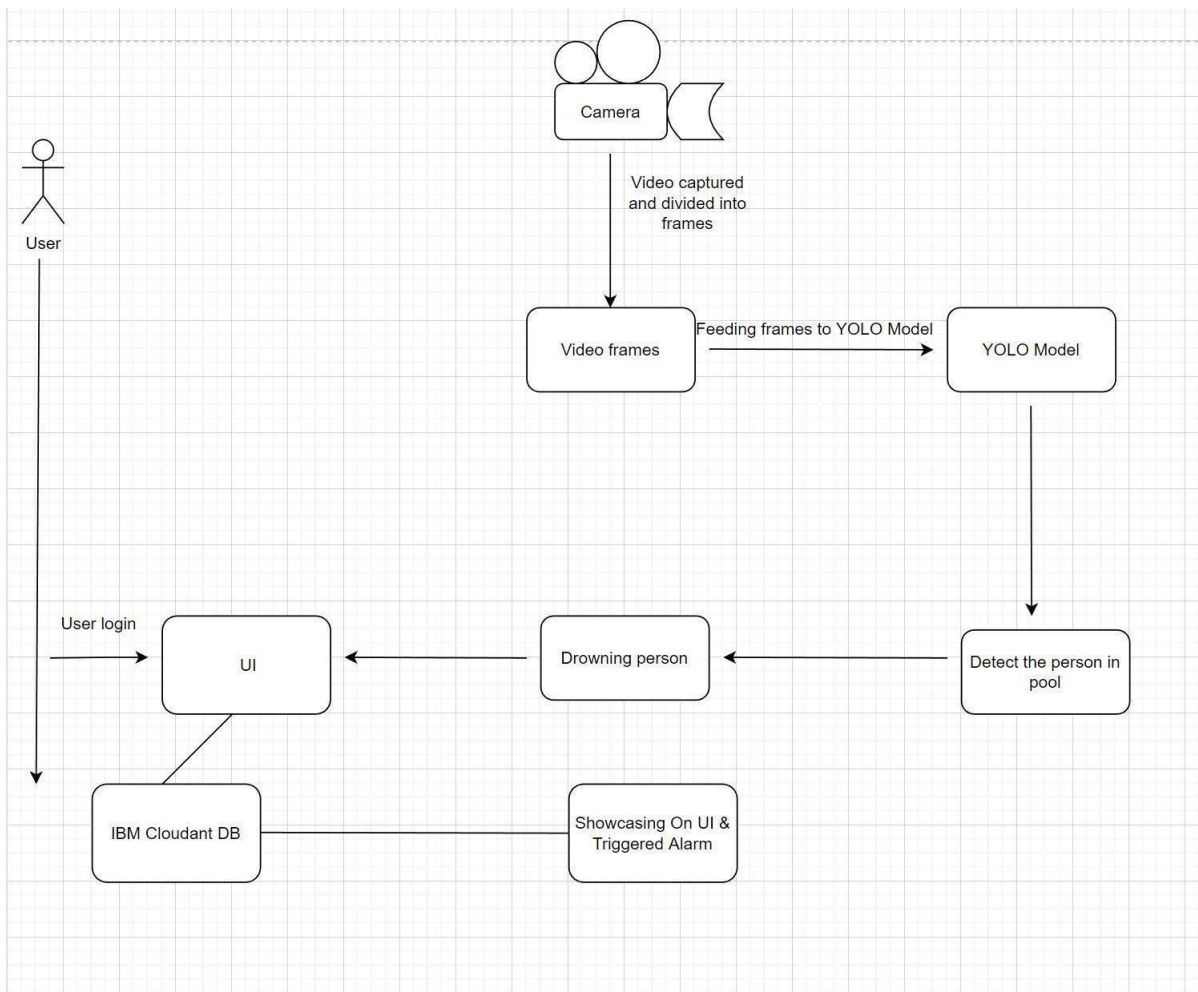 Camera
Video captured
and divided into
frames
User
Feeding frames to YOLO Model
Video frames
YOLO Model
User login
UI
Drowning person
Detect the person in
pool
IBM Cloudant DB
Showcasing On UI &
Triggered Alarm